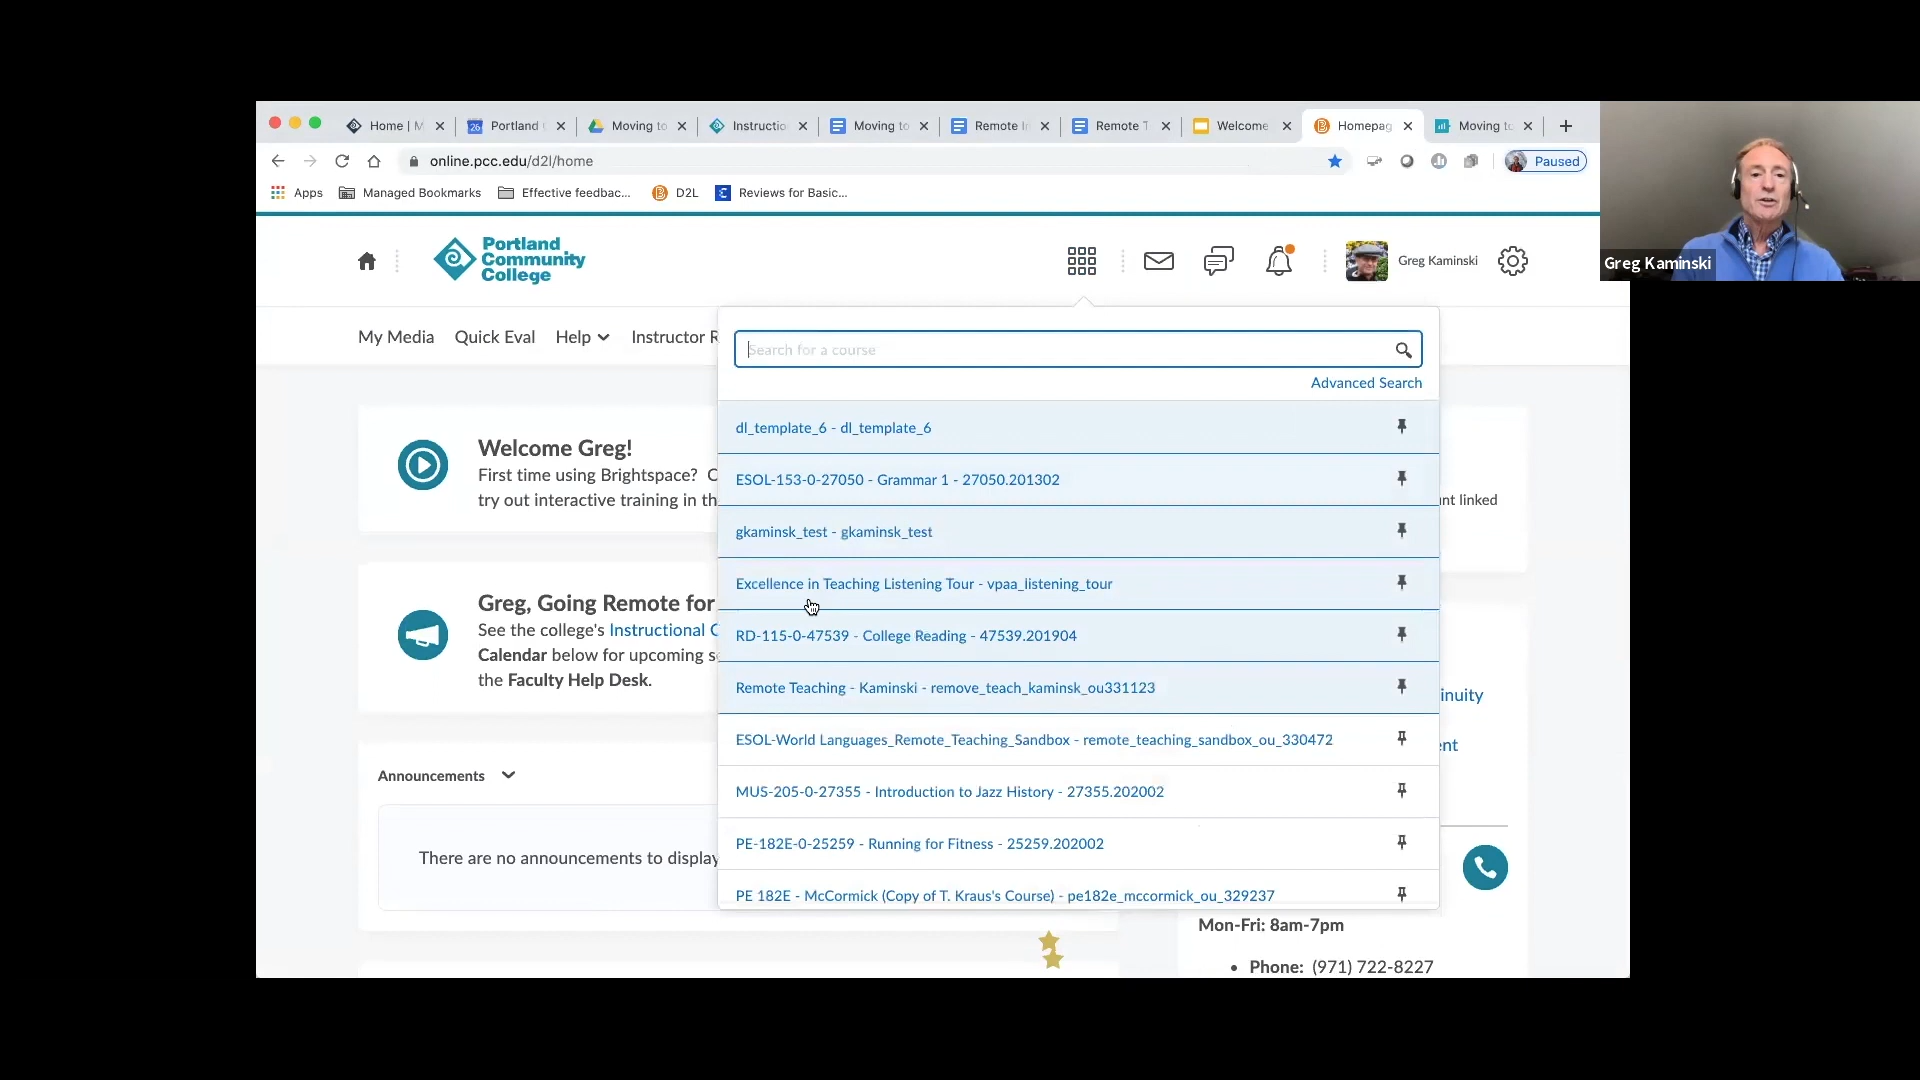 Home | M
Portland
Moving to
Instructio
Moving to
Remote In
Remote T
Welcome
Homepag
Moving to
online.pcc.edu/d2l/home
Paused
Apps
Managed Bookmarks
Effective feedbac...
D2L
Reviews for Basic...
Greg Kaminski
Portland
Community
College
Greg Kaminski
My Media Quick Eval Help Instructor R
Search for a course
Advanced Search
dl_template_6 - dl_template_6
ESOL-153-0-27050 - Grammar 1 - 27050.201302
gkaminsk_test - gkaminsk_test
Excellence in Teaching Listening Tour - vpaa_listening_tour
RD-115-0-47539 - College Reading - 47539.201904
Remote Teaching - Kaminski - remove_teach_kaminsk_ou331123
ESOL-World Languages_Remote_Teaching_Sandbox - remote_teaching_sandbox_ou_330472
MUS-205-0-27355 - Introduction to Jazz History - 27355.202002
PE-182E-0-25259 - Running for Fitness - 25259.202002
PE 182E - McCormick (Copy of T. Kraus's Course) - pe182e_mccormick_ou_329237
Welcome Greg!
First time using Brightspace? C
try out interactive training in th
Greg, Going Remote for
See the college's Instructional C
Calendar below for upcoming s
the Faculty Help Desk.
Announcements
There are no announcements to display
nt linked
inuity
ent
Mon-Fri: 8am-7pm
• Phone: (971) 722-8227